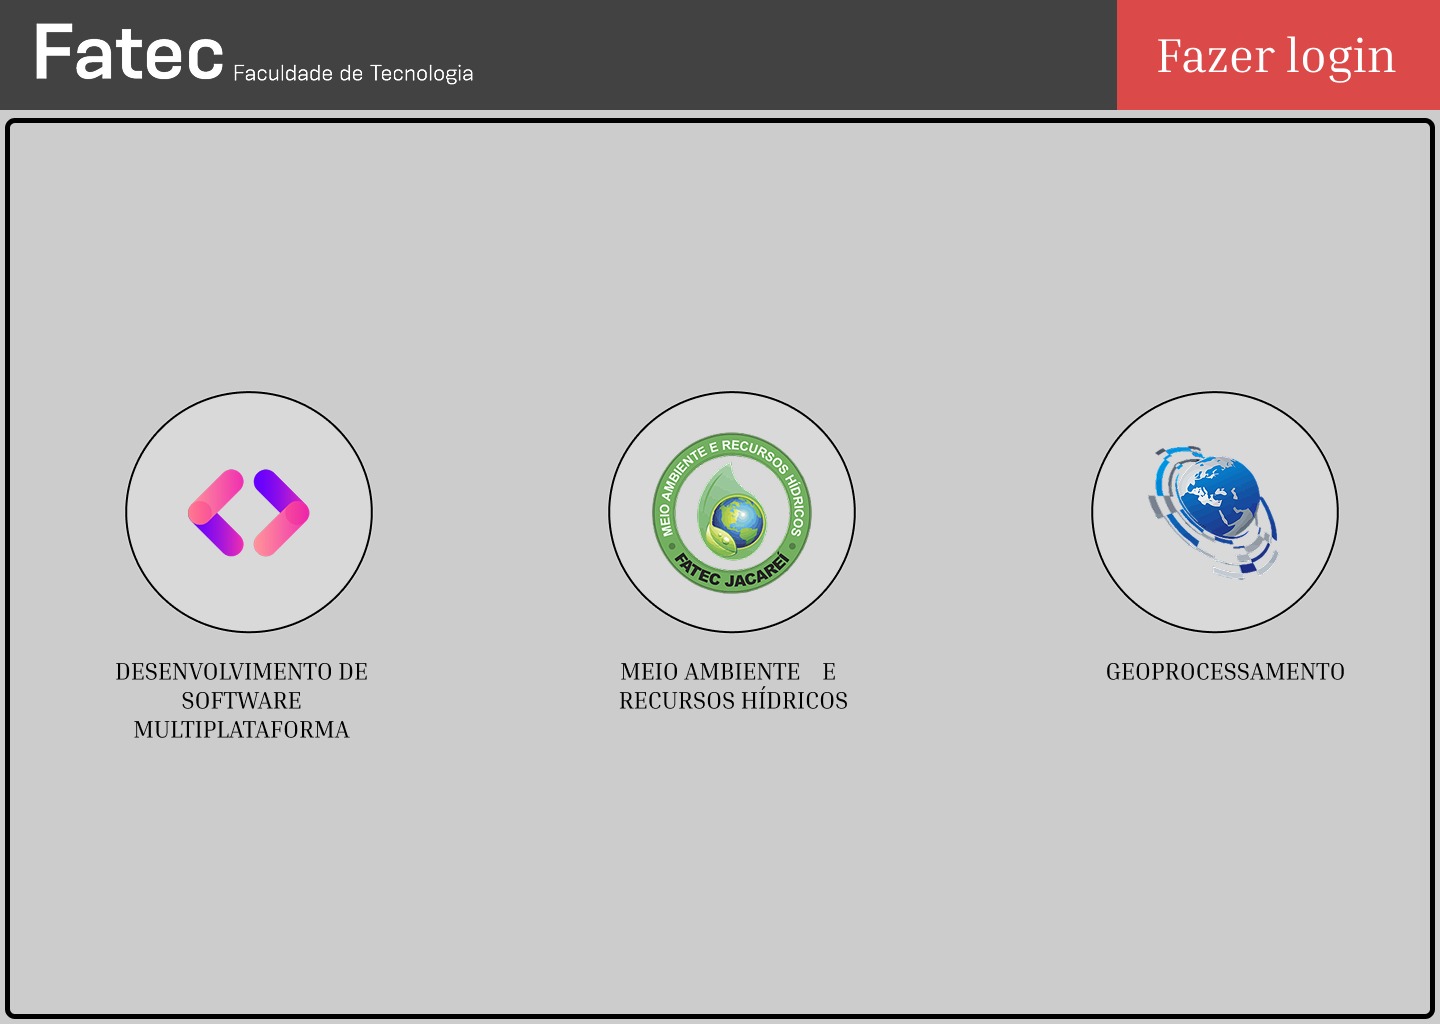 Fatec Faculdade de Tecnologia
Fazer login
MEIO AMBIENTE E RECURSOS HÍDRICOS
• FATEC JACAREÍ •
DESENVOLVIMENTO DE
SOFTWARE
MULTIPLATAFORMA
MEIO AMBIENTE E
RECURSOS HÍDRICOS
GEOPROCESSAMENTO